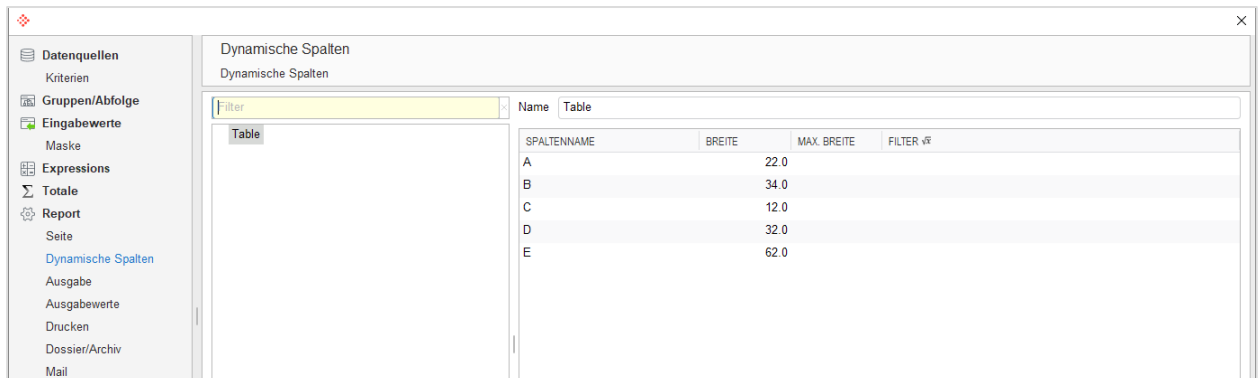 Datenquellen
Kriterien
Gruppen/Abfolge
Eingabewerte
Maske
Expressions
Totale
Report
Seite
Dynamische Spalten
Ausgabe
Ausgabewerte
Drucken
Dossier/Archiv
Mail
Dynamische Spalten
Dynamische Spalten
Filter
Table
Name Table
SPALTENNAME BREITE MAX. BREITE FILTER
A 22.0
B 34.0
C 12.0
D 32.0
E 62.0